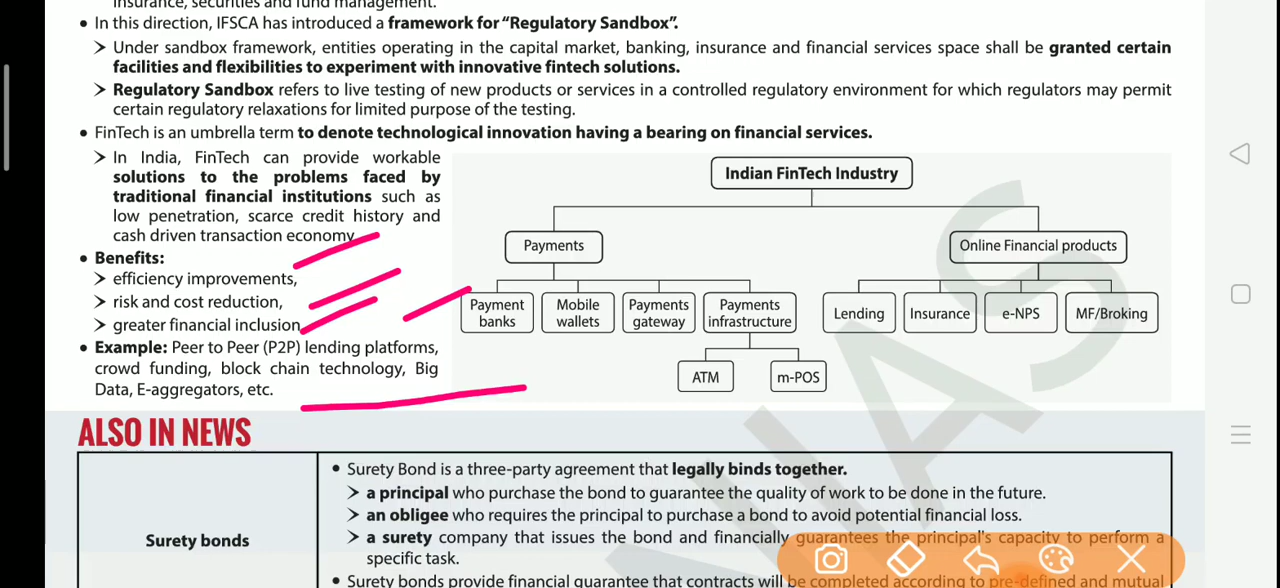 insurance, securities and fund management.
• In this direction, IFSCA has introduced a framework for “Regulatory Sandbox”.
➤ Under sandbox framework, entities operating in the capital market, banking, insurance and financial services space shall be granted certain
facilities and flexibilities to experiment with innovative fintech solutions.
➤ Regulatory Sandbox refers to live testing of new products or services in a controlled regulatory environment for which regulators may permit
certain regulatory relaxations for limited purpose of the testing.
• FinTech is an umbrella term to denote technological innovation having a bearing on financial services.
➤ In India, FinTech can provide workable
solutions to the problems faced by
traditional financial institutions such as
low penetration, scarce credit history and
cash driven transaction economy
• Benefits:
➤ efficiency improvements,
➤ risk and cost reduction,
➤ greater financial inclusion
• Example: Peer to Peer (P2P) lending platforms,
crowd funding, block chain technology, Big
Data, E-aggregators, etc.
Indian FinTech Industry
Payments
Online Financial products
Payment
banks
Mobile
wallets
Payments
gateway
Payments
infrastructure
Lending
Insurance
e-NPS
MF/Broking
ATM
m-POS
ALSO IN NEWS
Surety bonds
• Surety Bond is a three-party agreement that legally binds together.
➤ a principal who purchase the bond to guarantee the quality of work to be done in the future.
➤ an obligee who requires the principal to purchase a bond to avoid potential financial loss.
➤ a surety company that issues the bond and financially guarantees the principal's capacity to perform a
specific task.
• Surety bonds provide financial guarantee that contracts will be completed according to pre-defined and mutual
NIAS